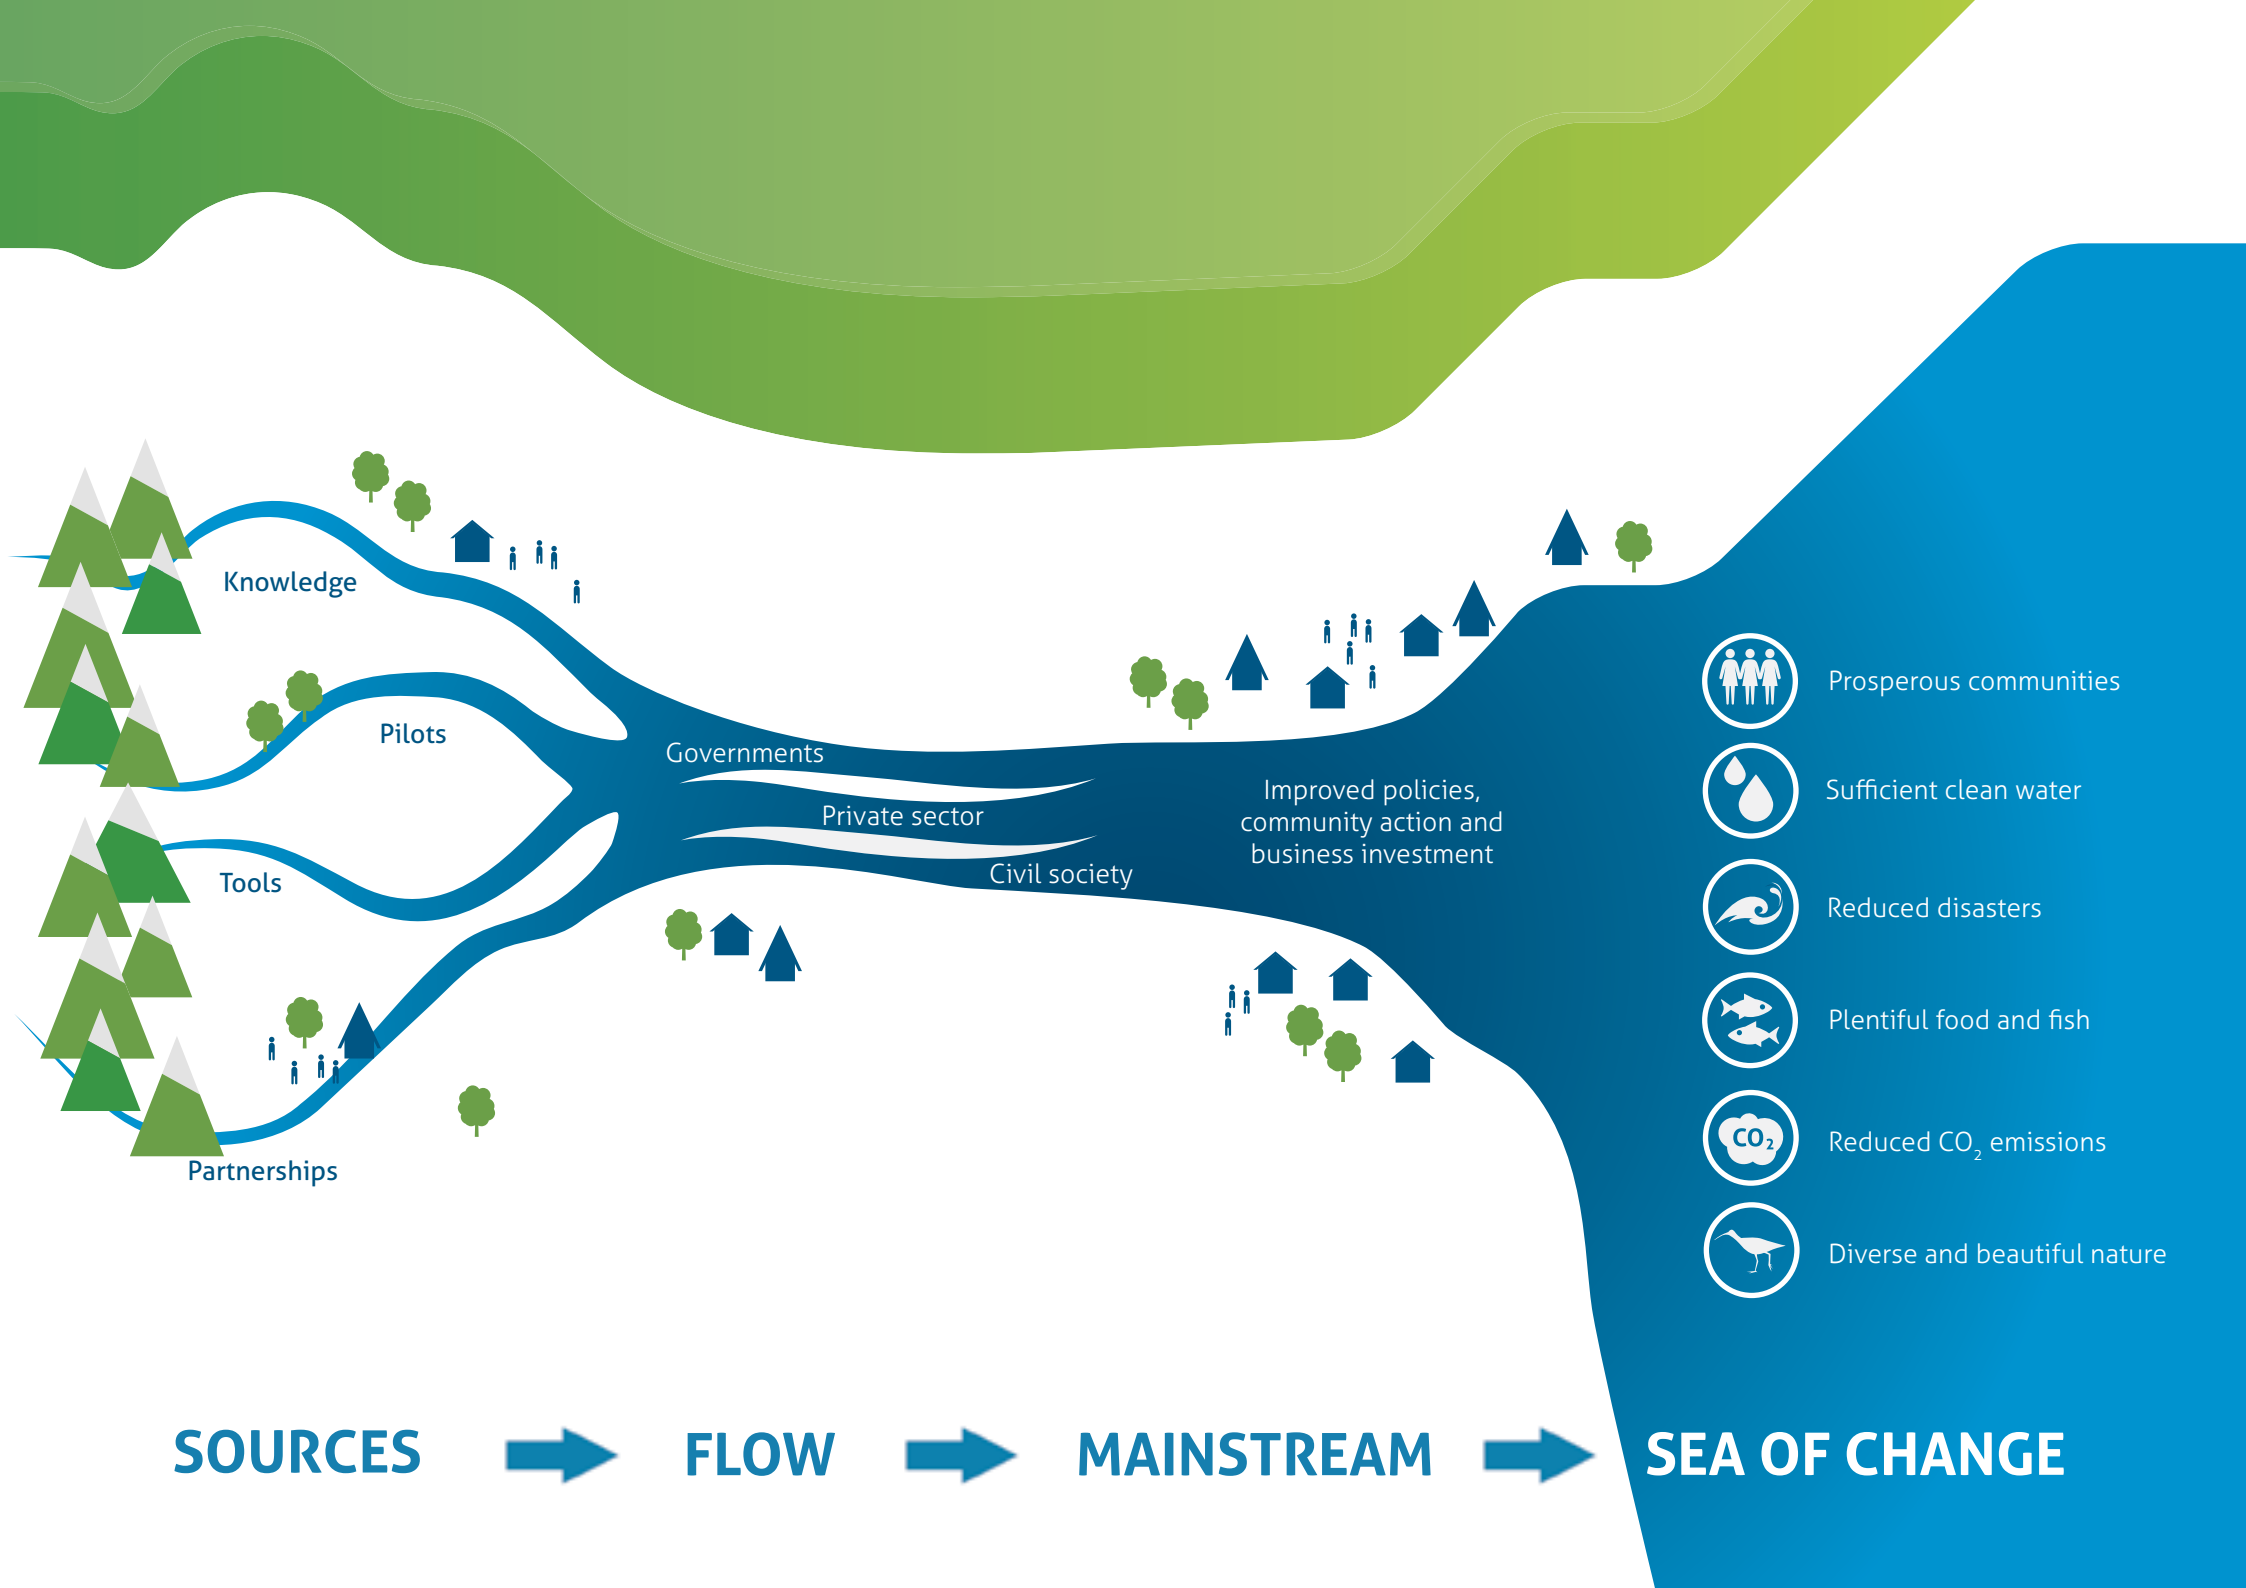 Knowledge
Pilots
Tools
Partnerships
Governments
Private sector
Civil society
Improved policies,
community action and
business investment
Prosperous communities
Sufficient clean water
Reduced disasters
Plentiful food and fish
CO₂
Reduced CO₂ emissions
Diverse and beautiful nature
SOURCES
FLOW
MAINSTREAM
SEA OF CHANGE